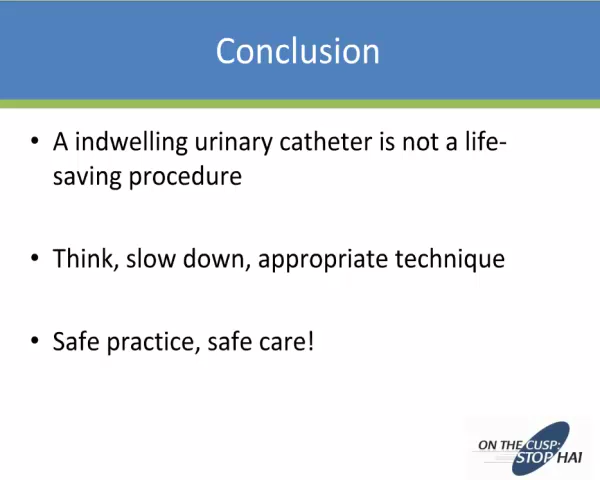 Conclusion
• A indwelling urinary catheter is not a life-
saving procedure
• Think, slow down, appropriate technique
• Safe practice, safe care!
ON THE CUSP:
STOP HAI